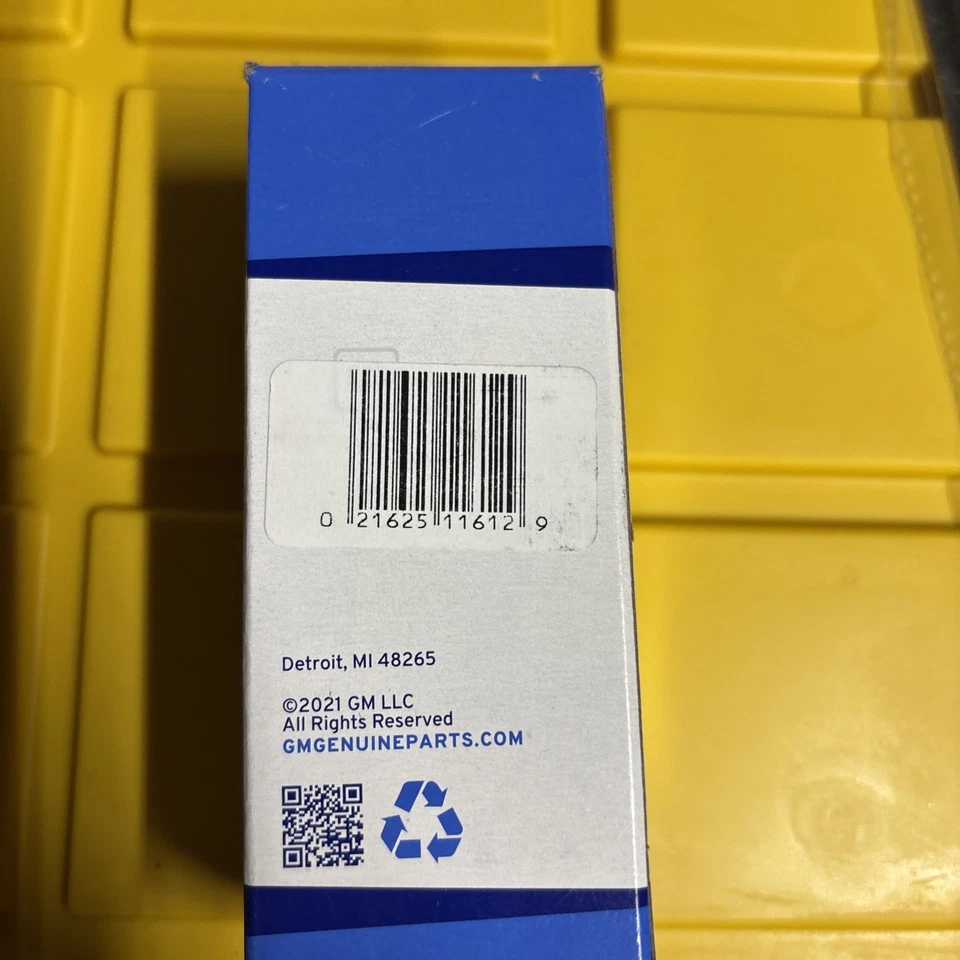 0 21625 11612 9
Detroit, MI 48265
©2021 GM LLC
All Rights Reserved
GMGENUINEPARTS.COM